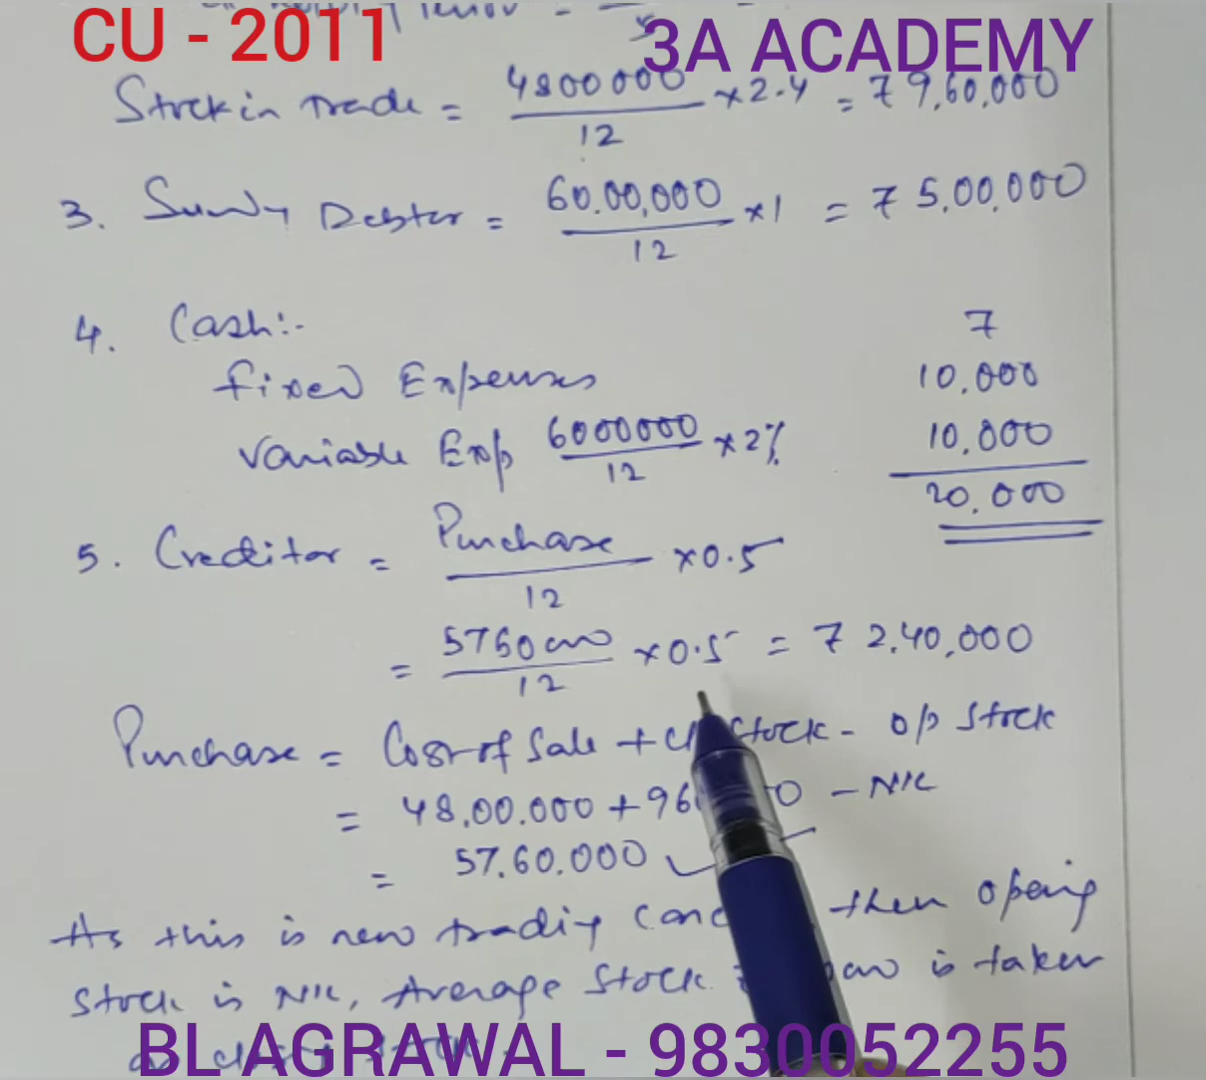 CU - 2011
3A ACADEMY
Stock in Trade = 4800000/12 × 2.4 = ₹ 9,60,000
3. Sundry Debtor = 60,00,000/12 × 1 = ₹ 5,00,000
4. Cash:-
₹
Fixed Expenses 10,000
Variable Exp 6000000/12 × 2% 10,000
20,000
5. Creditor = Purchase/12 × 0.5
= 5760000/12 × 0.5 = ₹ 2,40,000
Purchase = Cost of Sale + Stock - op Stock
= 48,00,000 + 96 0 - Nil
= 57,60,000
As this is new trading then opening
stock is Nil, Average Stock is taken
BL AGRAWAL - 9830052255